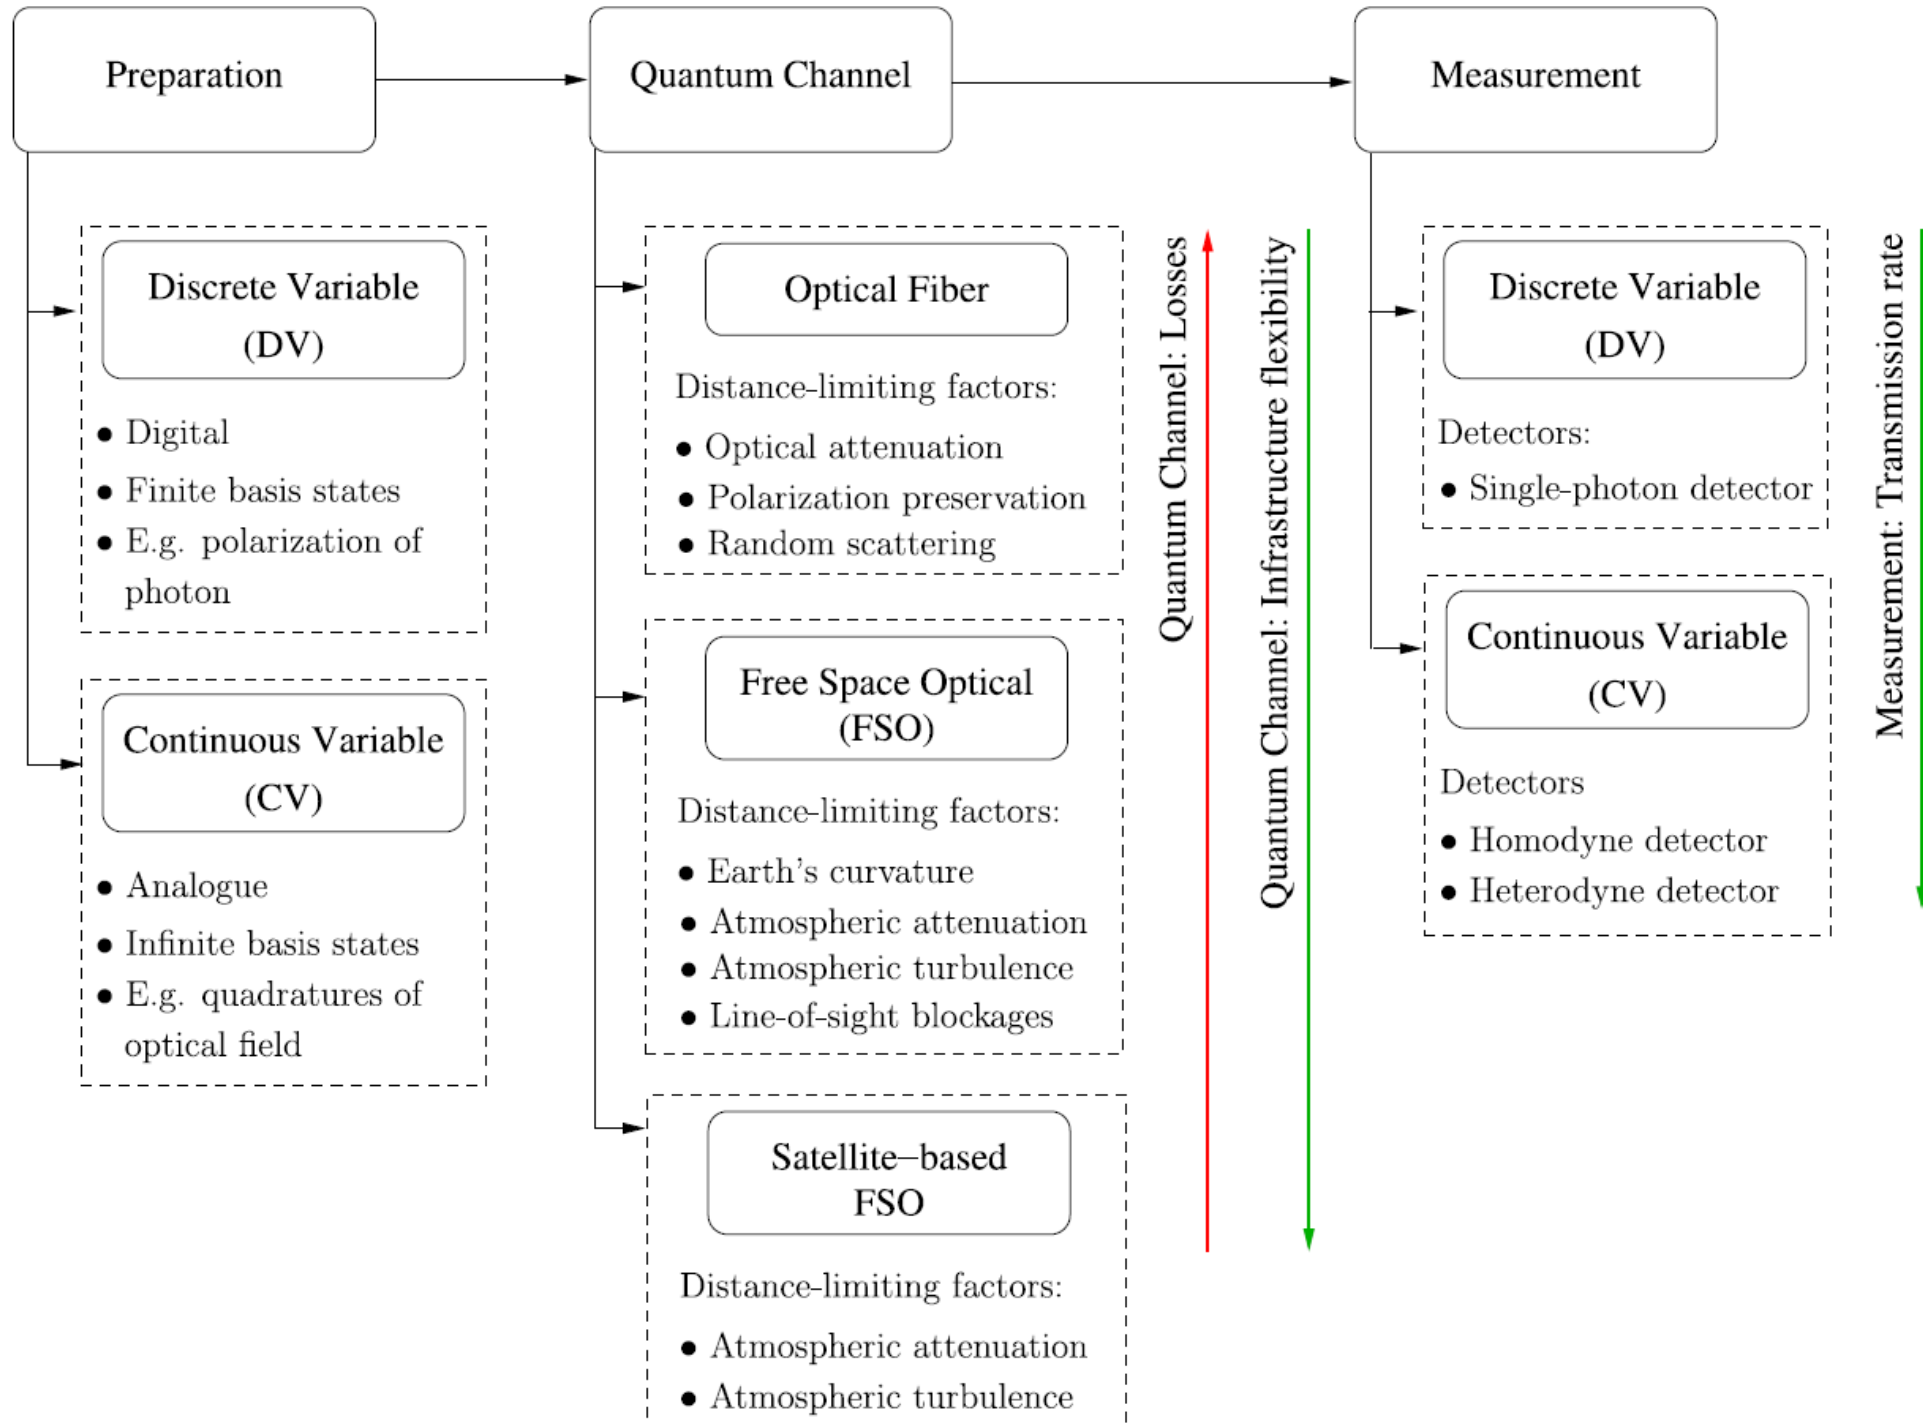 Preparation
Quantum Channel
Measurement
Discrete Variable
(DV)
• Digital
• Finite basis states
• E.g. polarization of
photon
Continuous Variable
(CV)
• Analogue
• Infinite basis states
• E.g. quadratures of
optical field
Optical Fiber
Distance-limiting factors:
• Optical attenuation
• Polarization preservation
• Random scattering
Free Space Optical
(FSO)
Distance-limiting factors:
• Earth's curvature
• Atmospheric attenuation
• Atmospheric turbulence
• Line-of-sight blockages
Satellite–based
FSO
Distance-limiting factors:
• Atmospheric attenuation
• Atmospheric turbulence
Quantum Channel: Losses
Quantum Channel: Infrastructure flexibility
Discrete Variable
(DV)
Detectors:
• Single-photon detector
Continuous Variable
(CV)
Detectors
• Homodyne detector
• Heterodyne detector
Measurement: Transmission rate